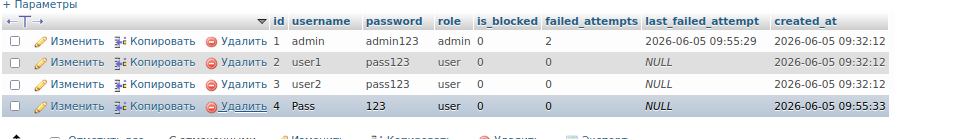 + Параметры
←T→ id username password role is_blocked failed_attempts last_failed_attempt created_at
Изменить Копировать Удалить 1 admin admin123 admin 0 2 2026-06-05 09:55:29 2026-06-05 09:32:12
Изменить Копировать Удалить 2 user1 pass123 user 0 0 NULL 2026-06-05 09:32:12
Изменить Копировать Удалить 3 user2 pass123 user 0 0 NULL 2026-06-05 09:32:12
Изменить Копировать Удалить 4 Pass 123 user 0 0 NULL 2026-06-05 09:55:33